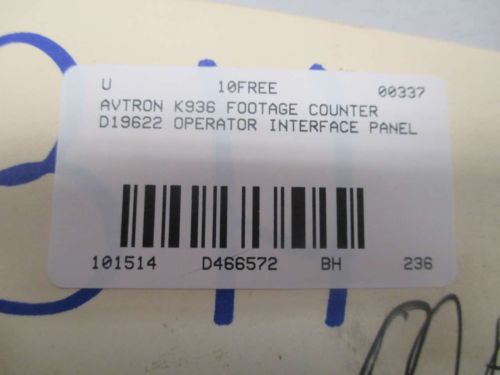 U 10FREE 00337
AVTRON K936 FOOTAGE COUNTER
D19622 OPERATOR INTERFACE PANEL
101514 D466572 BH 236